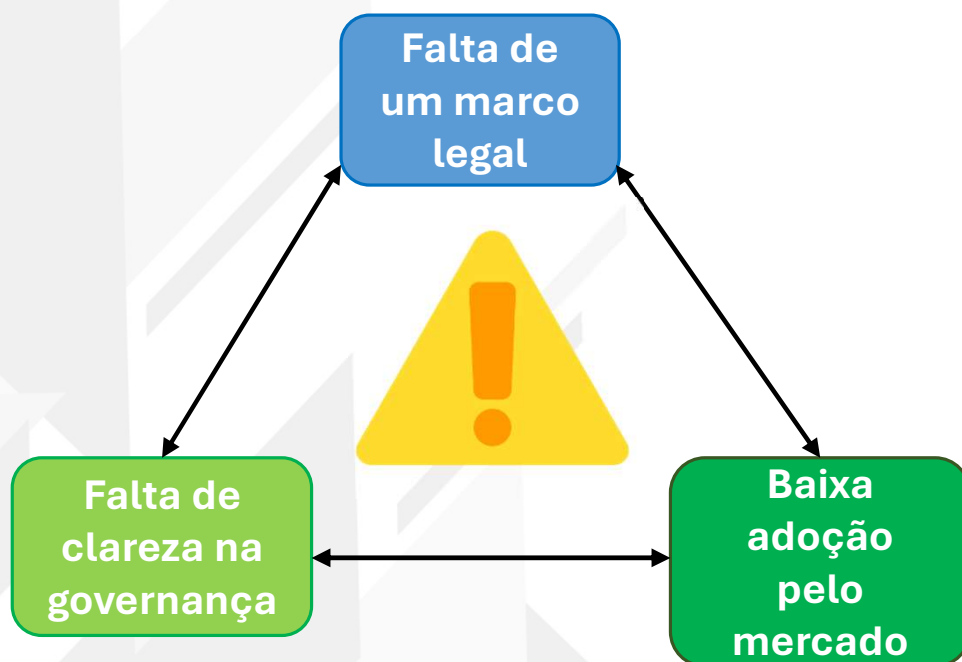 Falta de
um marco
legal
Falta de
clareza na
governança
Baixa
adoção
pelo
mercado